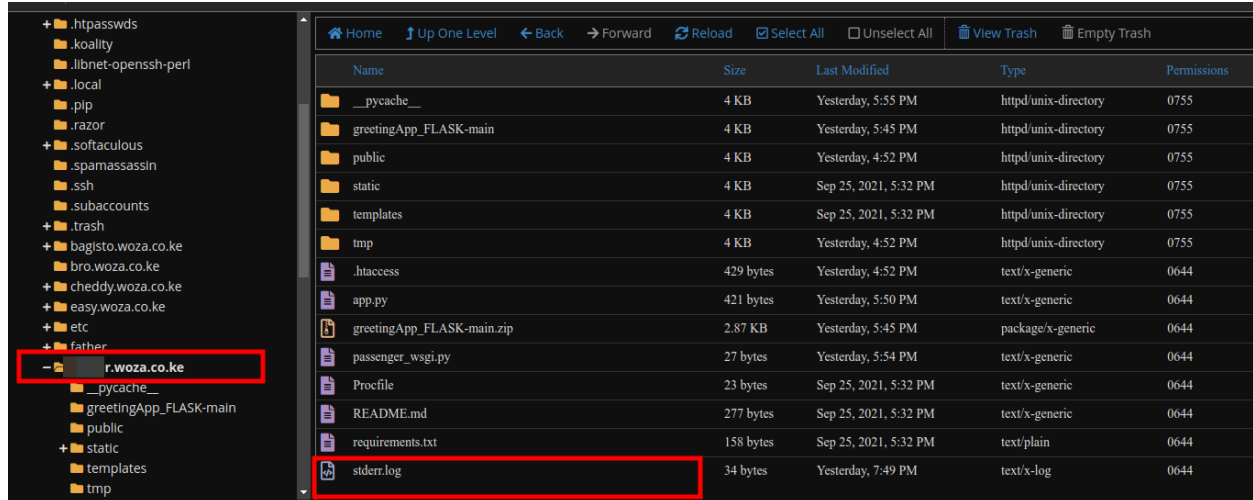 .htpasswds
.koality
.libnet-openssh-perl
.local
.pip
.razor
.softaculous
.spamassassin
.ssh
.subaccounts
.trash
bagisto.woza.co.ke
bro.woza.co.ke
cheddy.woza.co.ke
easy.woza.co.ke
etc
father
r.woza.co.ke
__pycache__
greetingApp_FLASK-main
public
static
templates
tmp
Home Up One Level Back Forward Reload Select All Unselect All View Trash Empty Trash
Name Size Last Modified Type Permissions
__pycache__ 4 KB Yesterday, 5:55 PM httpd/unix-directory 0755
greetingApp_FLASK-main 4 KB Yesterday, 5:45 PM httpd/unix-directory 0755
public 4 KB Yesterday, 4:52 PM httpd/unix-directory 0755
static 4 KB Sep 25, 2021, 5:32 PM httpd/unix-directory 0755
templates 4 KB Sep 25, 2021, 5:32 PM httpd/unix-directory 0755
tmp 4 KB Yesterday, 4:52 PM httpd/unix-directory 0755
.htaccess 429 bytes Yesterday, 4:52 PM text/x-generic 0644
app.py 421 bytes Yesterday, 5:50 PM text/x-generic 0644
greetingApp_FLASK-main.zip 2.87 KB Yesterday, 5:45 PM package/x-generic 0644
passenger_wsgi.py 27 bytes Yesterday, 5:54 PM text/x-generic 0644
Procfile 23 bytes Sep 25, 2021, 5:32 PM text/x-generic 0644
README.md 277 bytes Sep 25, 2021, 5:32 PM text/x-generic 0644
requirements.txt 158 bytes Sep 25, 2021, 5:32 PM text/plain 0644
stderr.log 34 bytes Yesterday, 7:49 PM text/x-log 0644